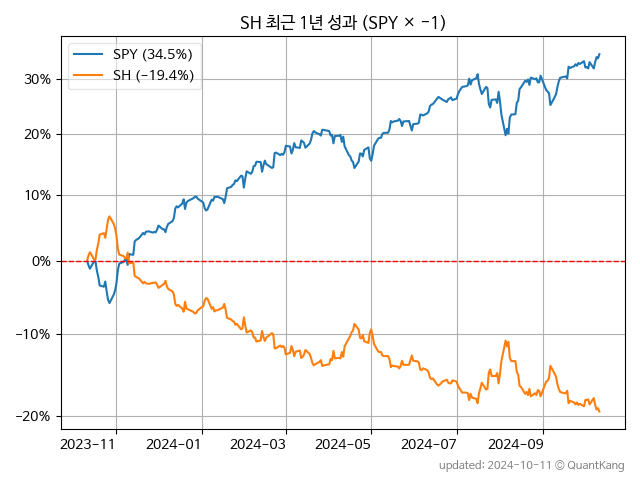 SH 최근 1년 성과 (SPY × −1)
SPY (34.5%)
SH (−19.4%)
30%
20%
10%
0%
−10%
−20%
2023−11 2024−01 2024−03 2024−05 2024−07 2024−09
updated: 2024-10-11 © QuantKang